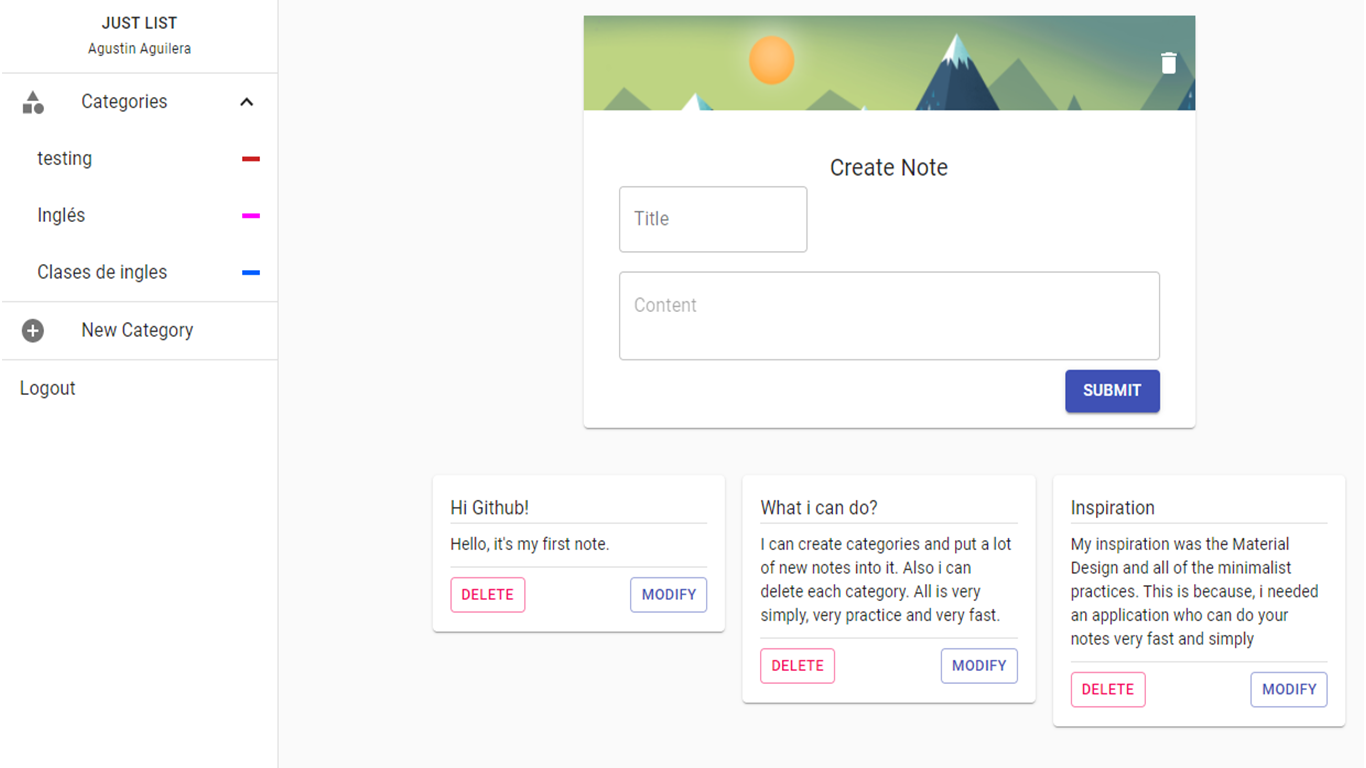 JUST LIST
Agustin Aguilera
Categories
testing
Inglés
Clases de ingles
New Category
Logout
Create Note
Title
Content
SUBMIT
Hi Github!
Hello, it's my first note.
DELETE
MODIFY
What i can do?
I can create categories and put a lot
of new notes into it. Also i can
delete each category. All is very
simply, very practice and very fast.
DELETE
MODIFY
Inspiration
My inspiration was the Material
Design and all of the minimalist
practices. This is because, i needed
an application who can do your
notes very fast and simply
DELETE
MODIFY